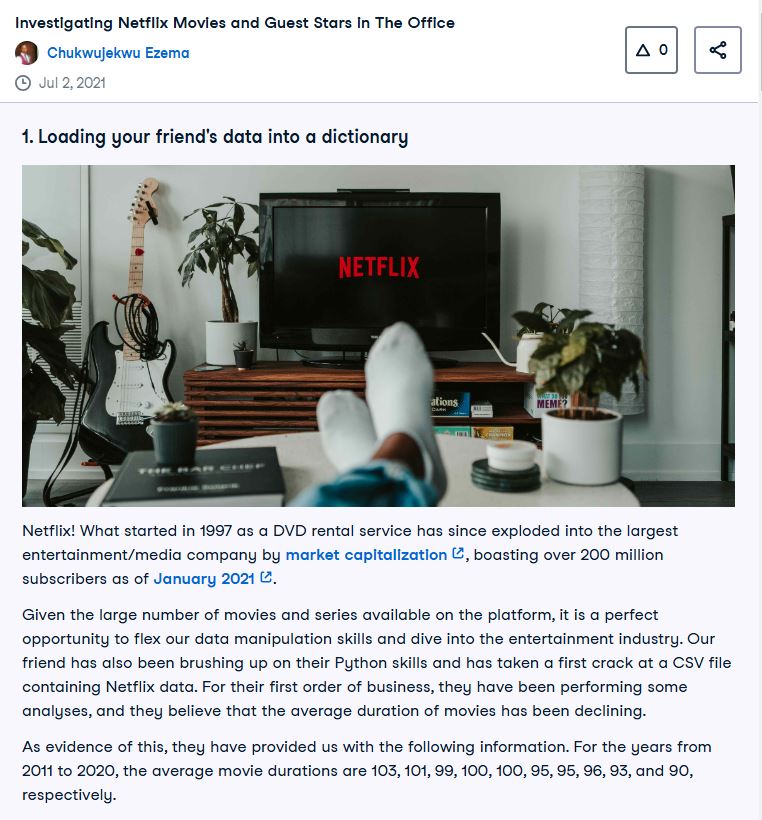 Investigating Netflix Movies and Guest Stars in The Office
Chukwujekwu Ezema
Jul 2, 2021
0
1. Loading your friend's data into a dictionary
NETFLIX
WHAT DO YOU
MEME?
THE BAR CHEF
Netflix! What started in 1997 as a DVD rental service has since exploded into the largest
entertainment/media company by market capitalization, boasting over 200 million
subscribers as of January 2021.
Given the large number of movies and series available on the platform, it is a perfect
opportunity to flex our data manipulation skills and dive into the entertainment industry. Our
friend has also been brushing up on their Python skills and has taken a first crack at a CSV file
containing Netflix data. For their first order of business, they have been performing some
analyses, and they believe that the average duration of movies has been declining.
As evidence of this, they have provided us with the following information. For the years from
2011 to 2020, the average movie durations are 103, 101, 99, 100, 100, 95, 95, 96, 93, and 90,
respectively.